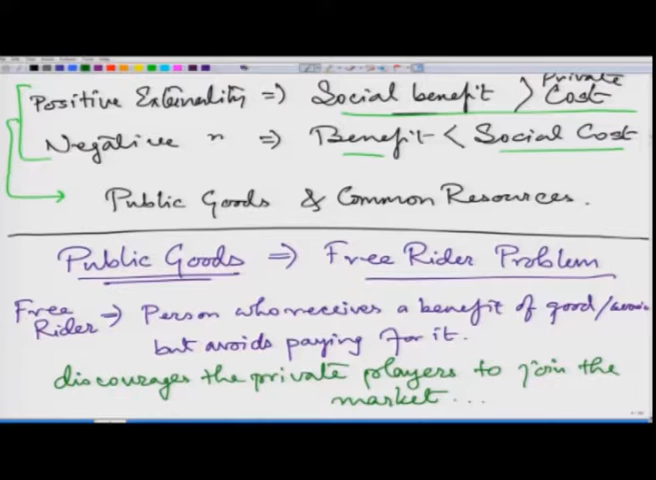 Private
Positive Externality => Social benefit > Cost
Negative " => Benefit < Social Cost
Public Goods & Common Resources.
Public Goods => Free Rider Problem
Free Rider -> Person who receives a benefit of good/
but avoids paying for it.
discourages the private players to join the
market...